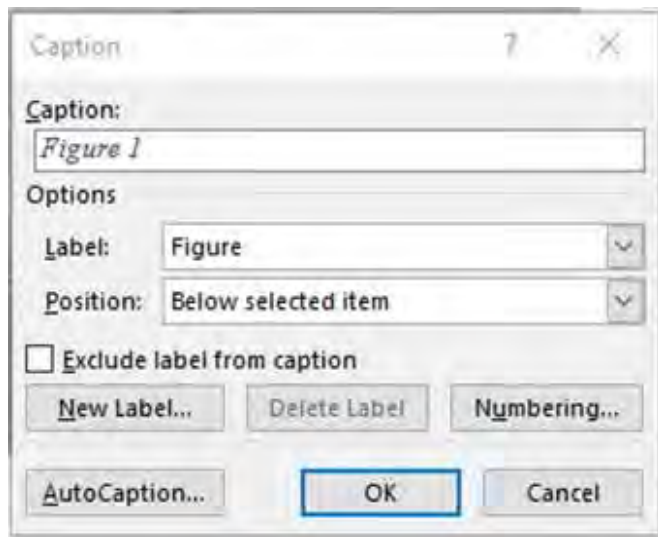 Caption ? ×
Caption:
Figure 1
Options
Label: Figure
Position: Below selected item
Exclude label from caption
New Label... Delete Label Numbering...
AutoCaption... OK Cancel